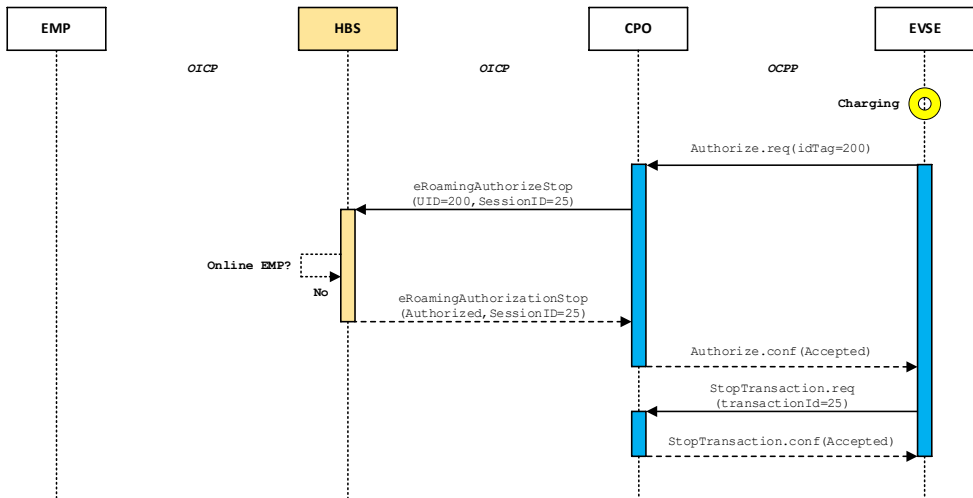 EMP
HBS
CPO
EVSE
OICP
OICP
OCPP
Charging
Authorize.req(idTag=200)
eRoamingAuthorizeStop
(UID=200,SessionID=25)
Online EMP?
No
eRoamingAuthorizationStop
(Authorized,SessionID=25)
Authorize.conf(Accepted)
StopTransaction.req
(transactionId=25)
StopTransaction.conf(Accepted)